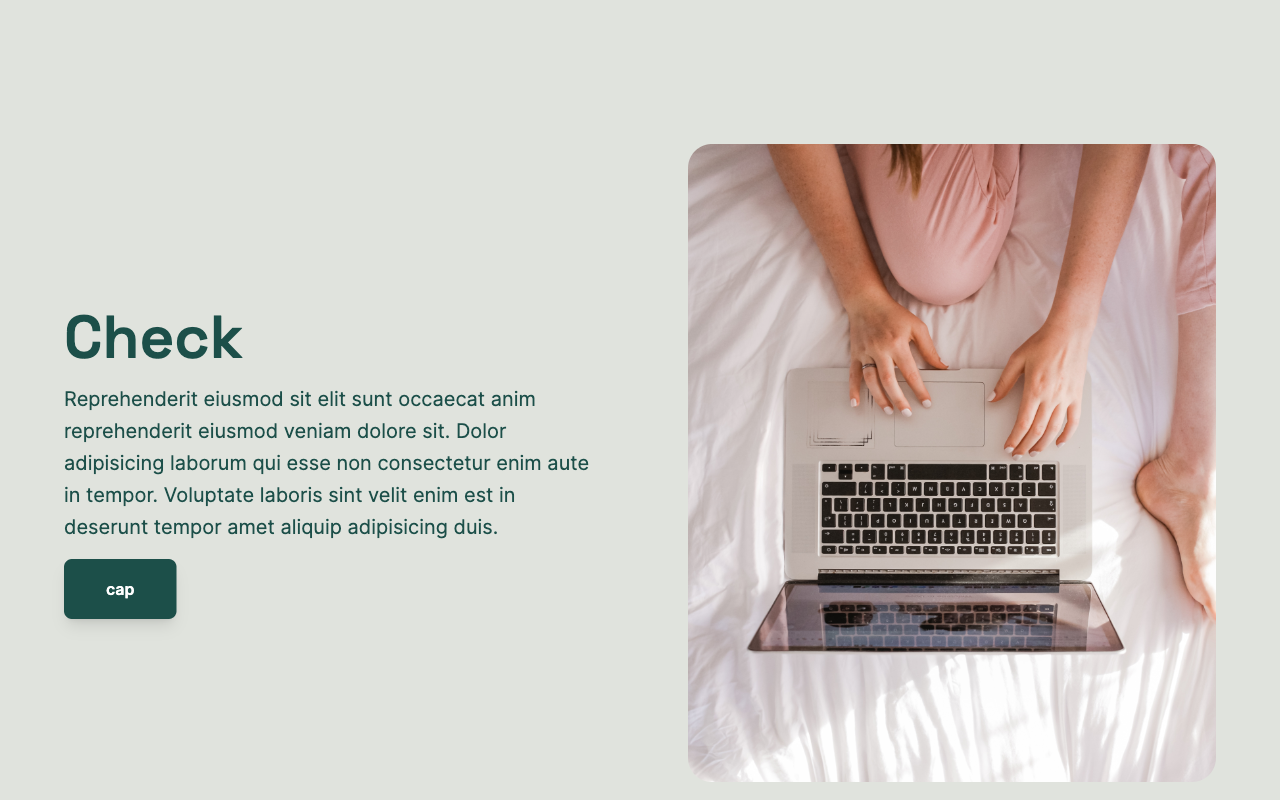 Check
Reprehenderit eiusmod sit elit sunt occaecat anim
reprehenderit eiusmod veniam dolore sit. Dolor
adipisicing laborum qui esse non consectetur enim aute
in tempor. Voluptate laboris sint velit enim est in
deserunt tempor amet aliquip adipisicing duis.
cap